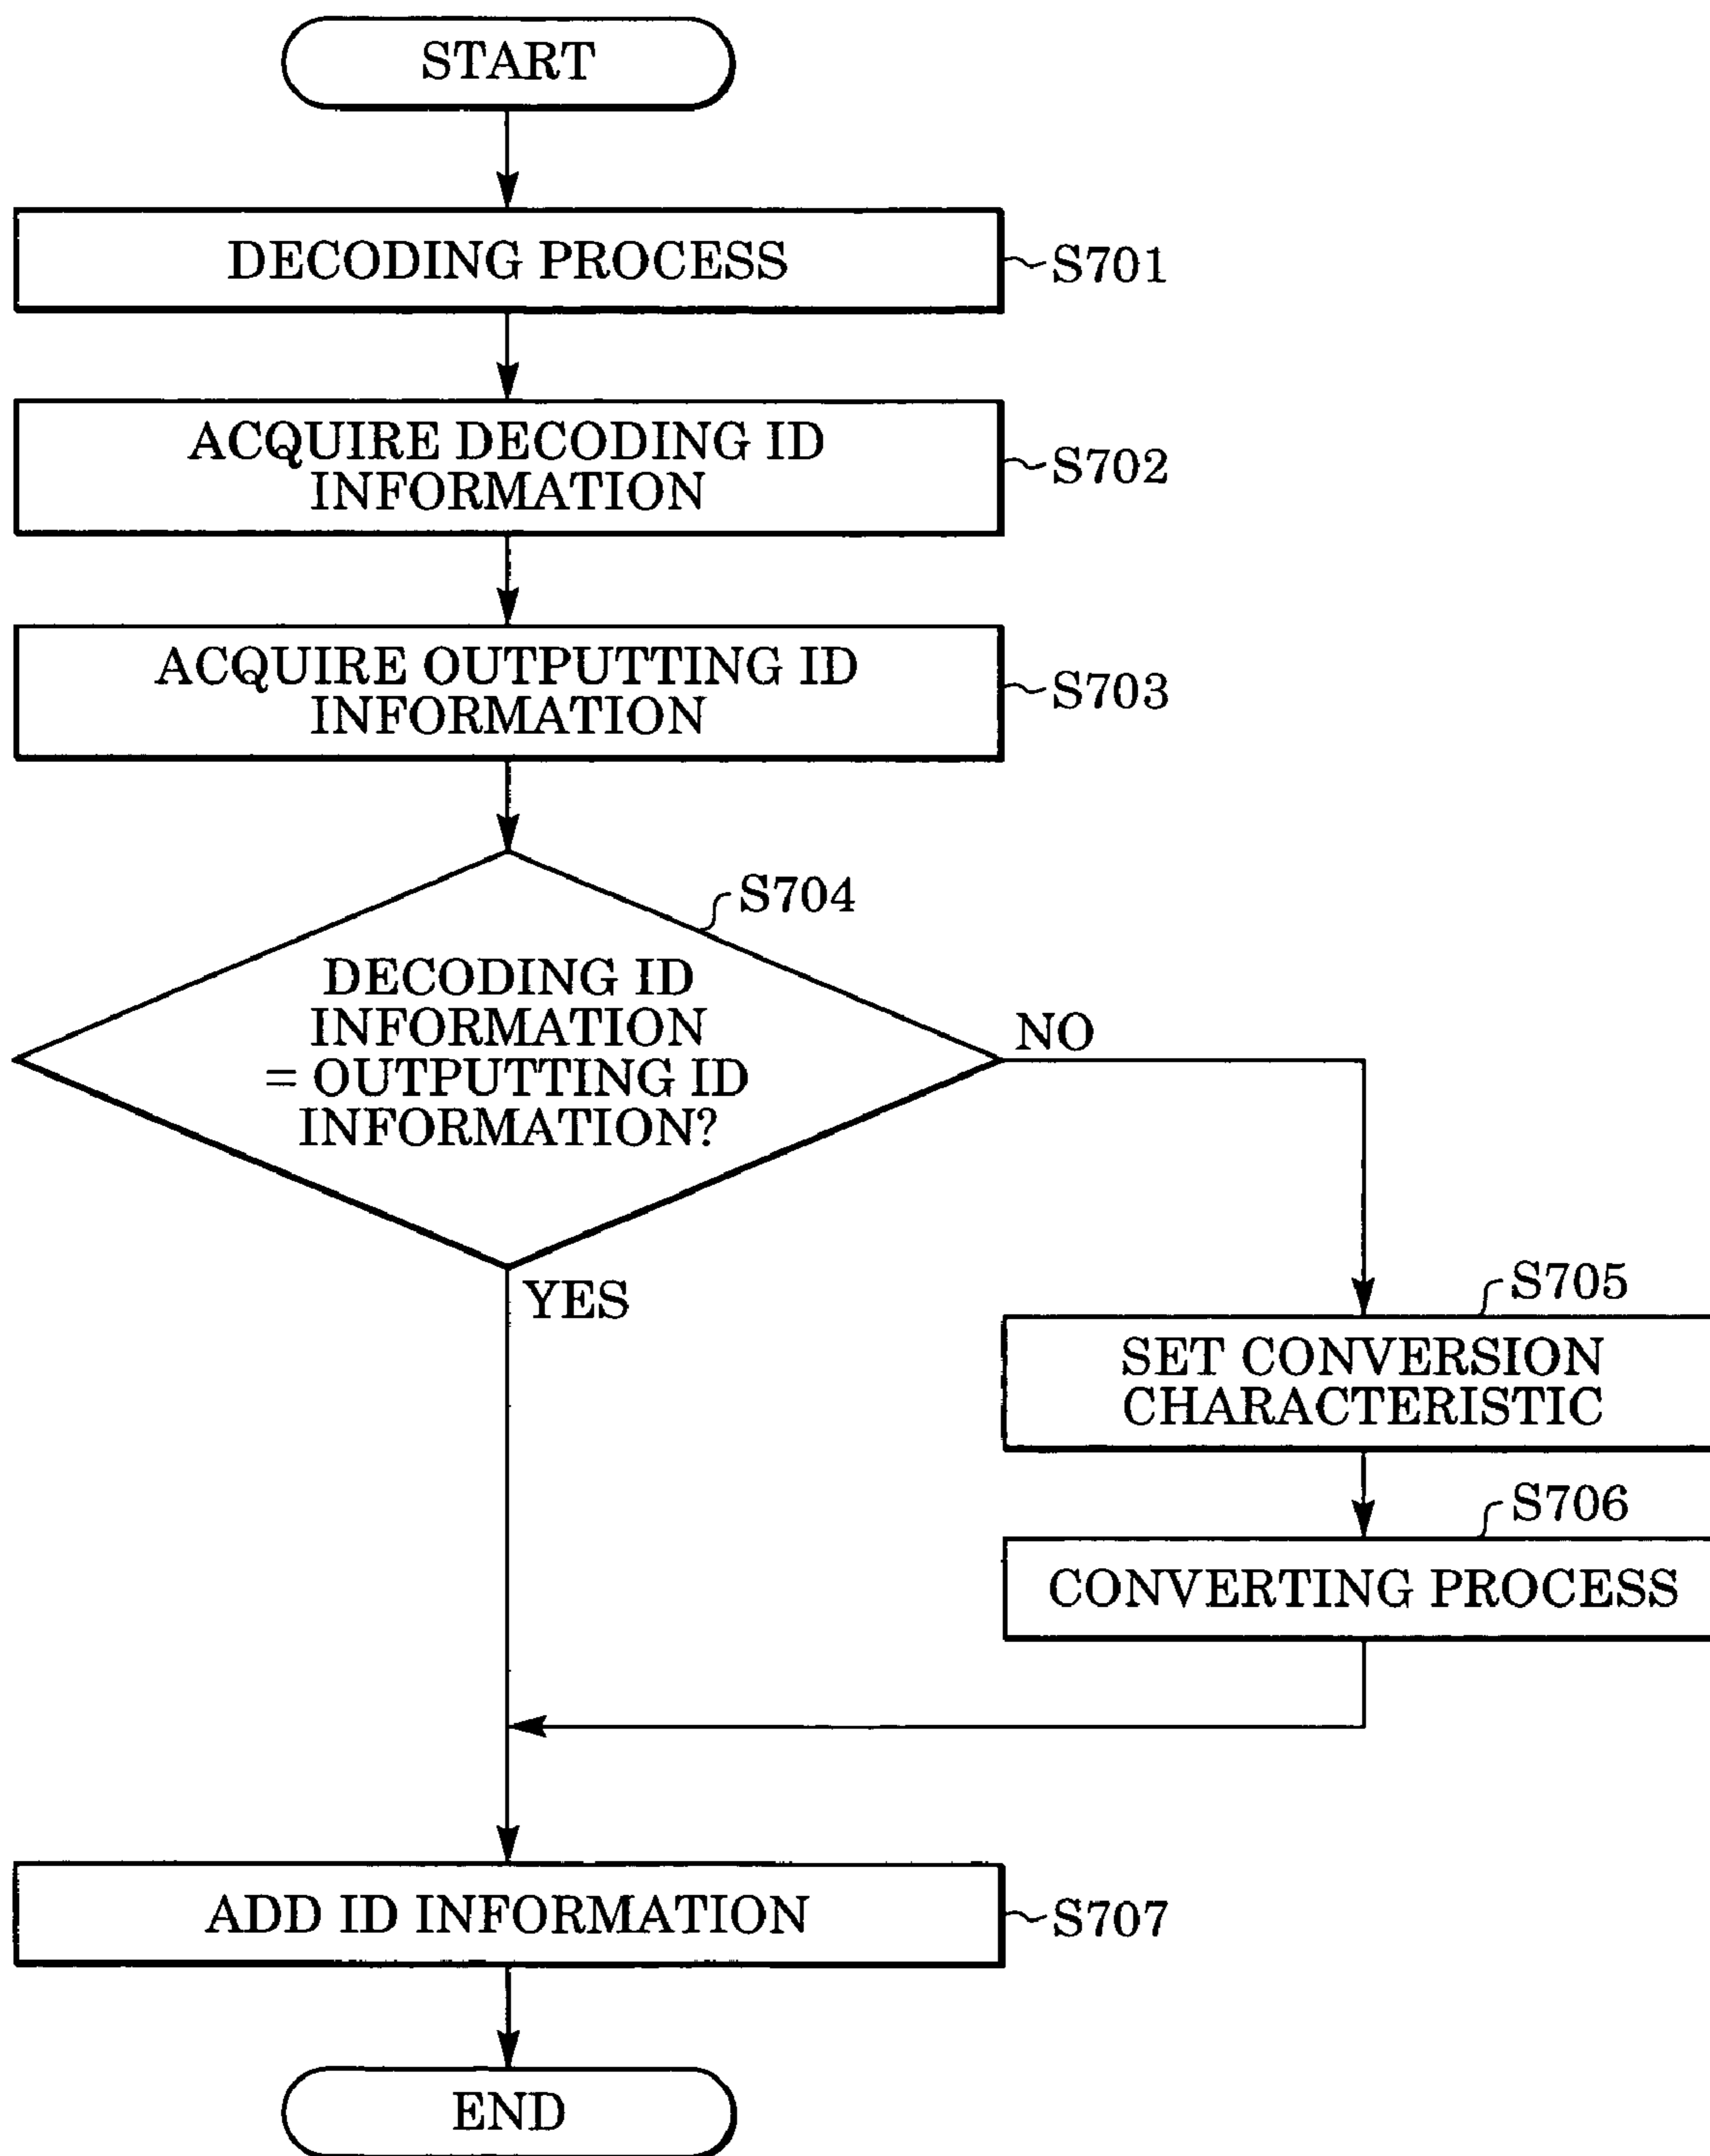 START
DECODING PROCESS
S701
ACQUIRE DECODING ID
INFORMATION
S702
ACQUIRE OUTPUTTING ID
INFORMATION
S703
S704
DECODING ID
INFORMATION
= OUTPUTTING ID
INFORMATION?
NO
YES
S705
SET CONVERSION
CHARACTERISTIC
S706
CONVERTING PROCESS
ADD ID INFORMATION
S707
END